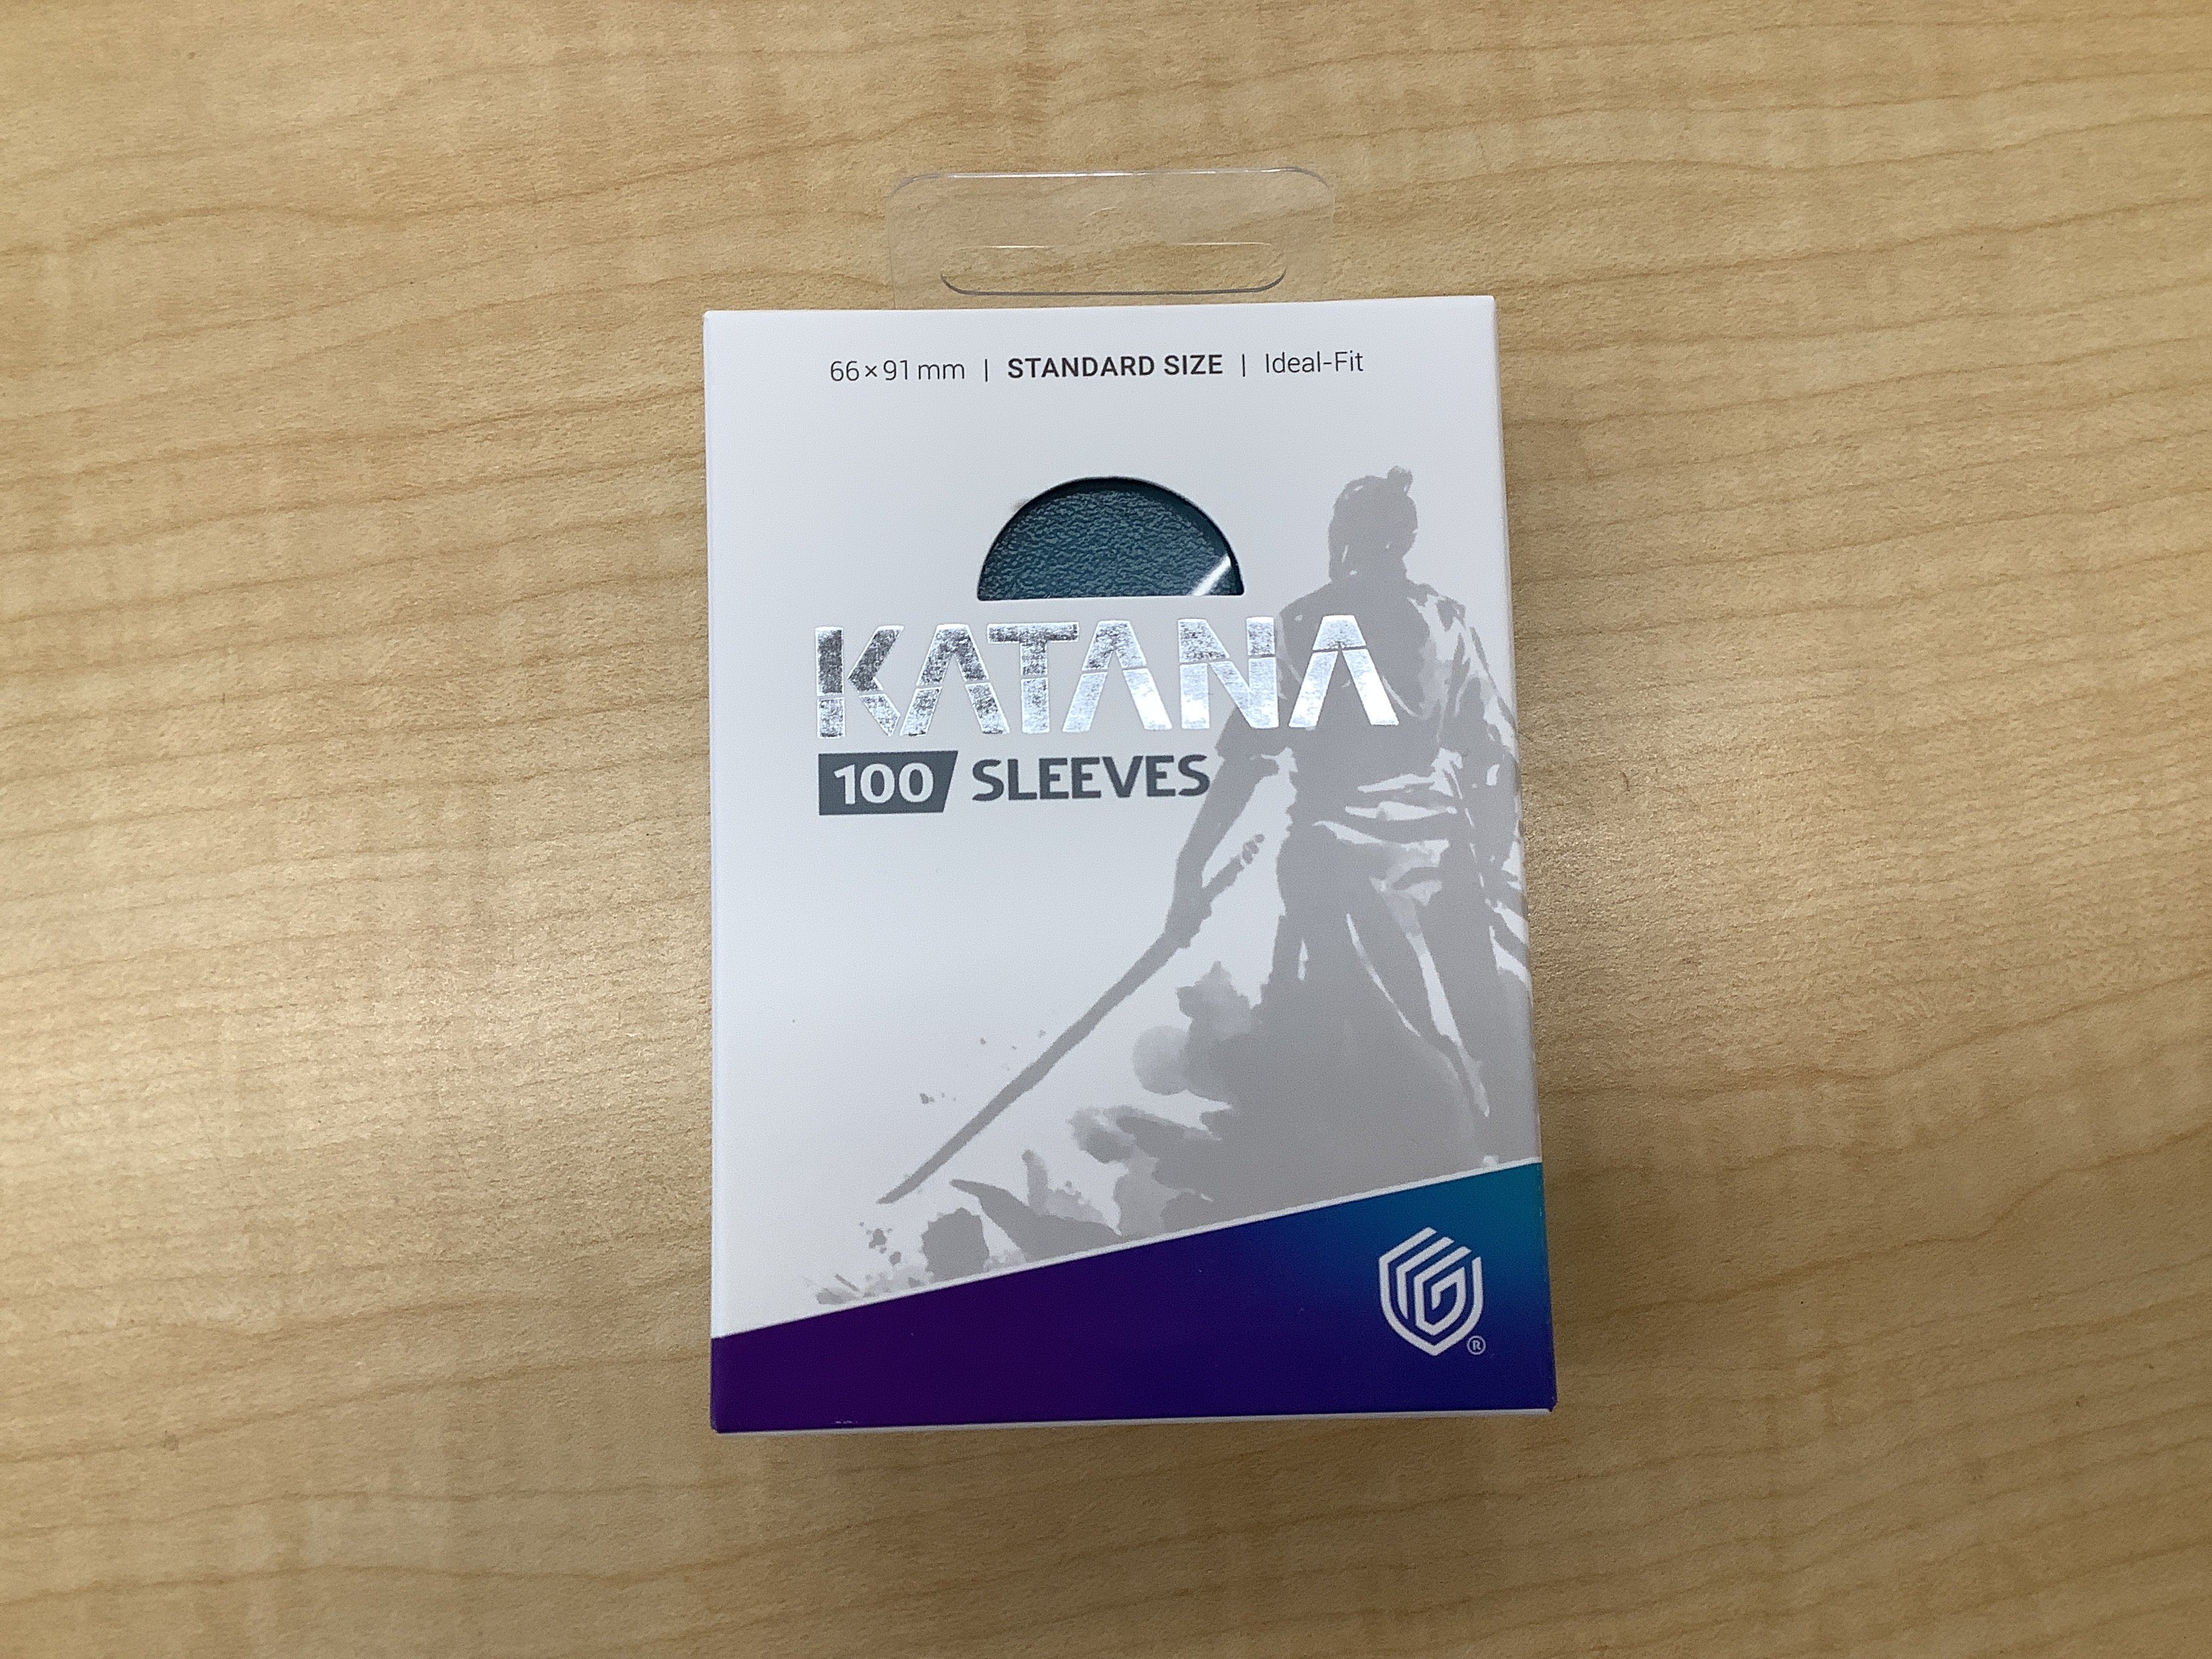 66×91 mm | STANDARD SIZE | Ideal-Fit
KATANA
100 SLEEVES
®